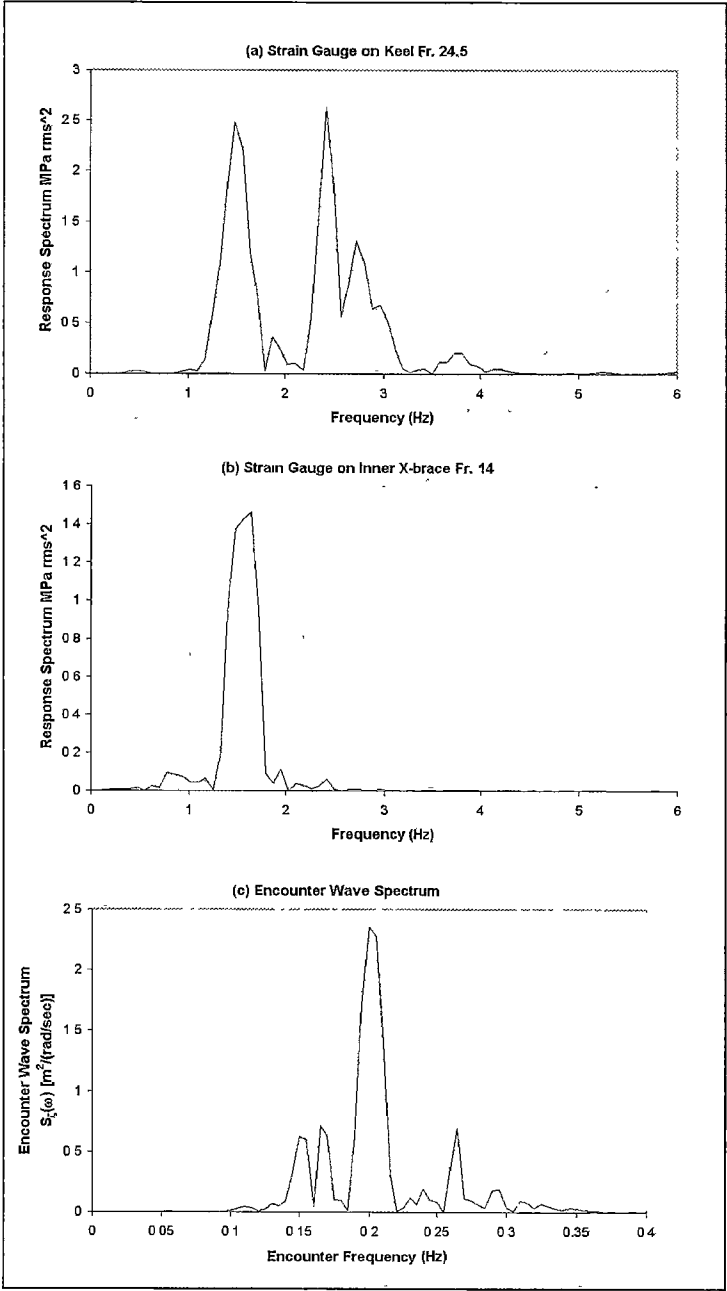 (a) Strain Gauge on Keel Fr. 24.5
Response Spectrum MPa rms^2
3
2 5
2
1 5
1
0 5
0
0 1 2 3 4 5 6
Frequency (Hz)
(b) Strain Gauge on Inner X-brace Fr. 14
Response Spectrum MPa rms^2
1 6
1 4
1 2
1
0 8
0 6
0 4
0 2
0
0 1 2 3 4 5 6
Frequency (Hz)
(c) Encounter Wave Spectrum
Encounter Wave Spectrum
S_ζ(ω) [m²/(rad/sec)]
2 5
2
1 5
1
0 5
0
0 0 05 0 1 0 15 0 2 0 25 0 3 0 35 0 4
Encounter Frequency (Hz)